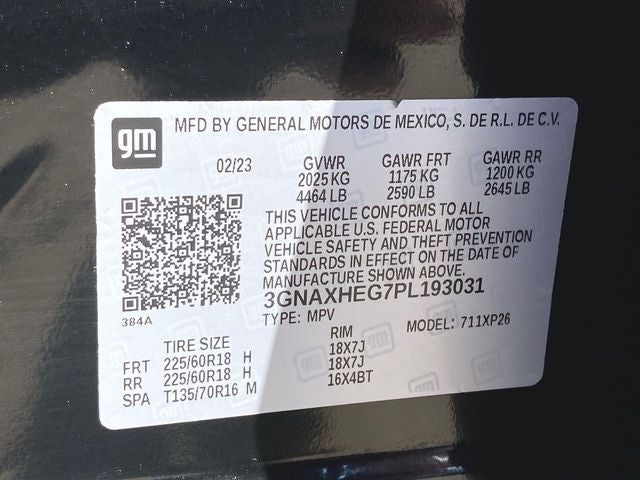 gm MFD BY GENERAL MOTORS DE MEXICO, S. DE R.L. DE C.V.
02/23 GVWR GAWR FRT GAWR RR
2025 KG 1175 KG 1200 KG
4464 LB 2590 LB 2645 LB
THIS VEHICLE CONFORMS TO ALL
APPLICABLE U.S. FEDERAL MOTOR
VEHICLE SAFETY AND THEFT PREVENTION
STANDARDS IN EFFECT ON THE DATE OF
MANUFACTURE SHOWN ABOVE.
3GNAXHEG7PL193031
384A
TYPE: MPV MODEL: 711XP26
TIRE SIZE RIM
FRT 225/60R18 H 18X7J
RR 225/60R18 H 18X7J
SPA T135/70R16 M 16X4BT